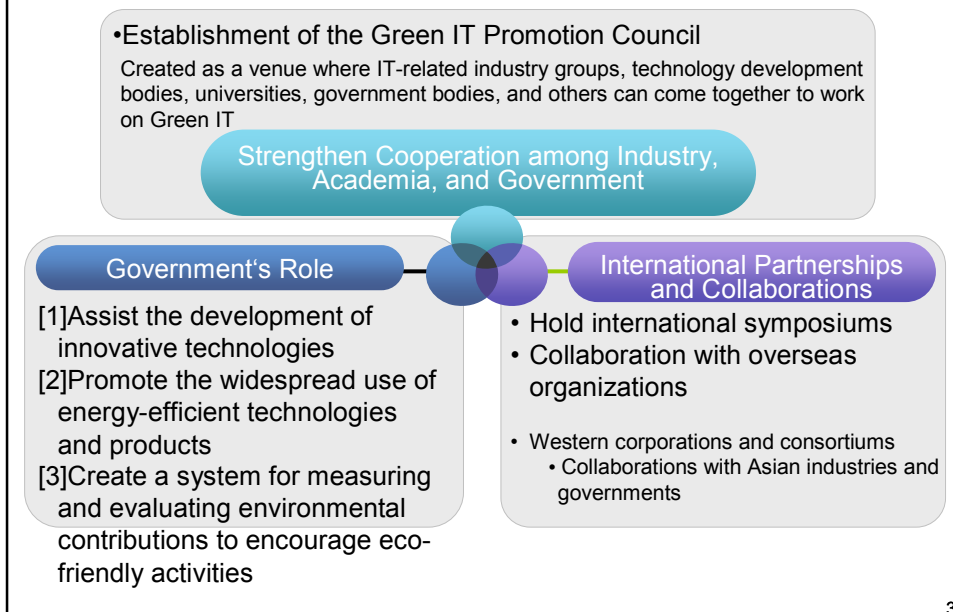 •Establishment of the Green IT Promotion Council
Created as a venue where IT-related industry groups, technology development
bodies, universities, government bodies, and others can come together to work
on Green IT
Strengthen Cooperation among Industry,
Academia, and Government
Government‘s Role
[1]Assist the development of
innovative technologies
[2]Promote the widespread use of
energy-efficient technologies
and products
[3]Create a system for measuring
and evaluating environmental
contributions to encourage eco-
friendly activities
International Partnerships
and Collaborations
• Hold international symposiums
• Collaboration with overseas
organizations
• Western corporations and consortiums
• Collaborations with Asian industries and
governments
3